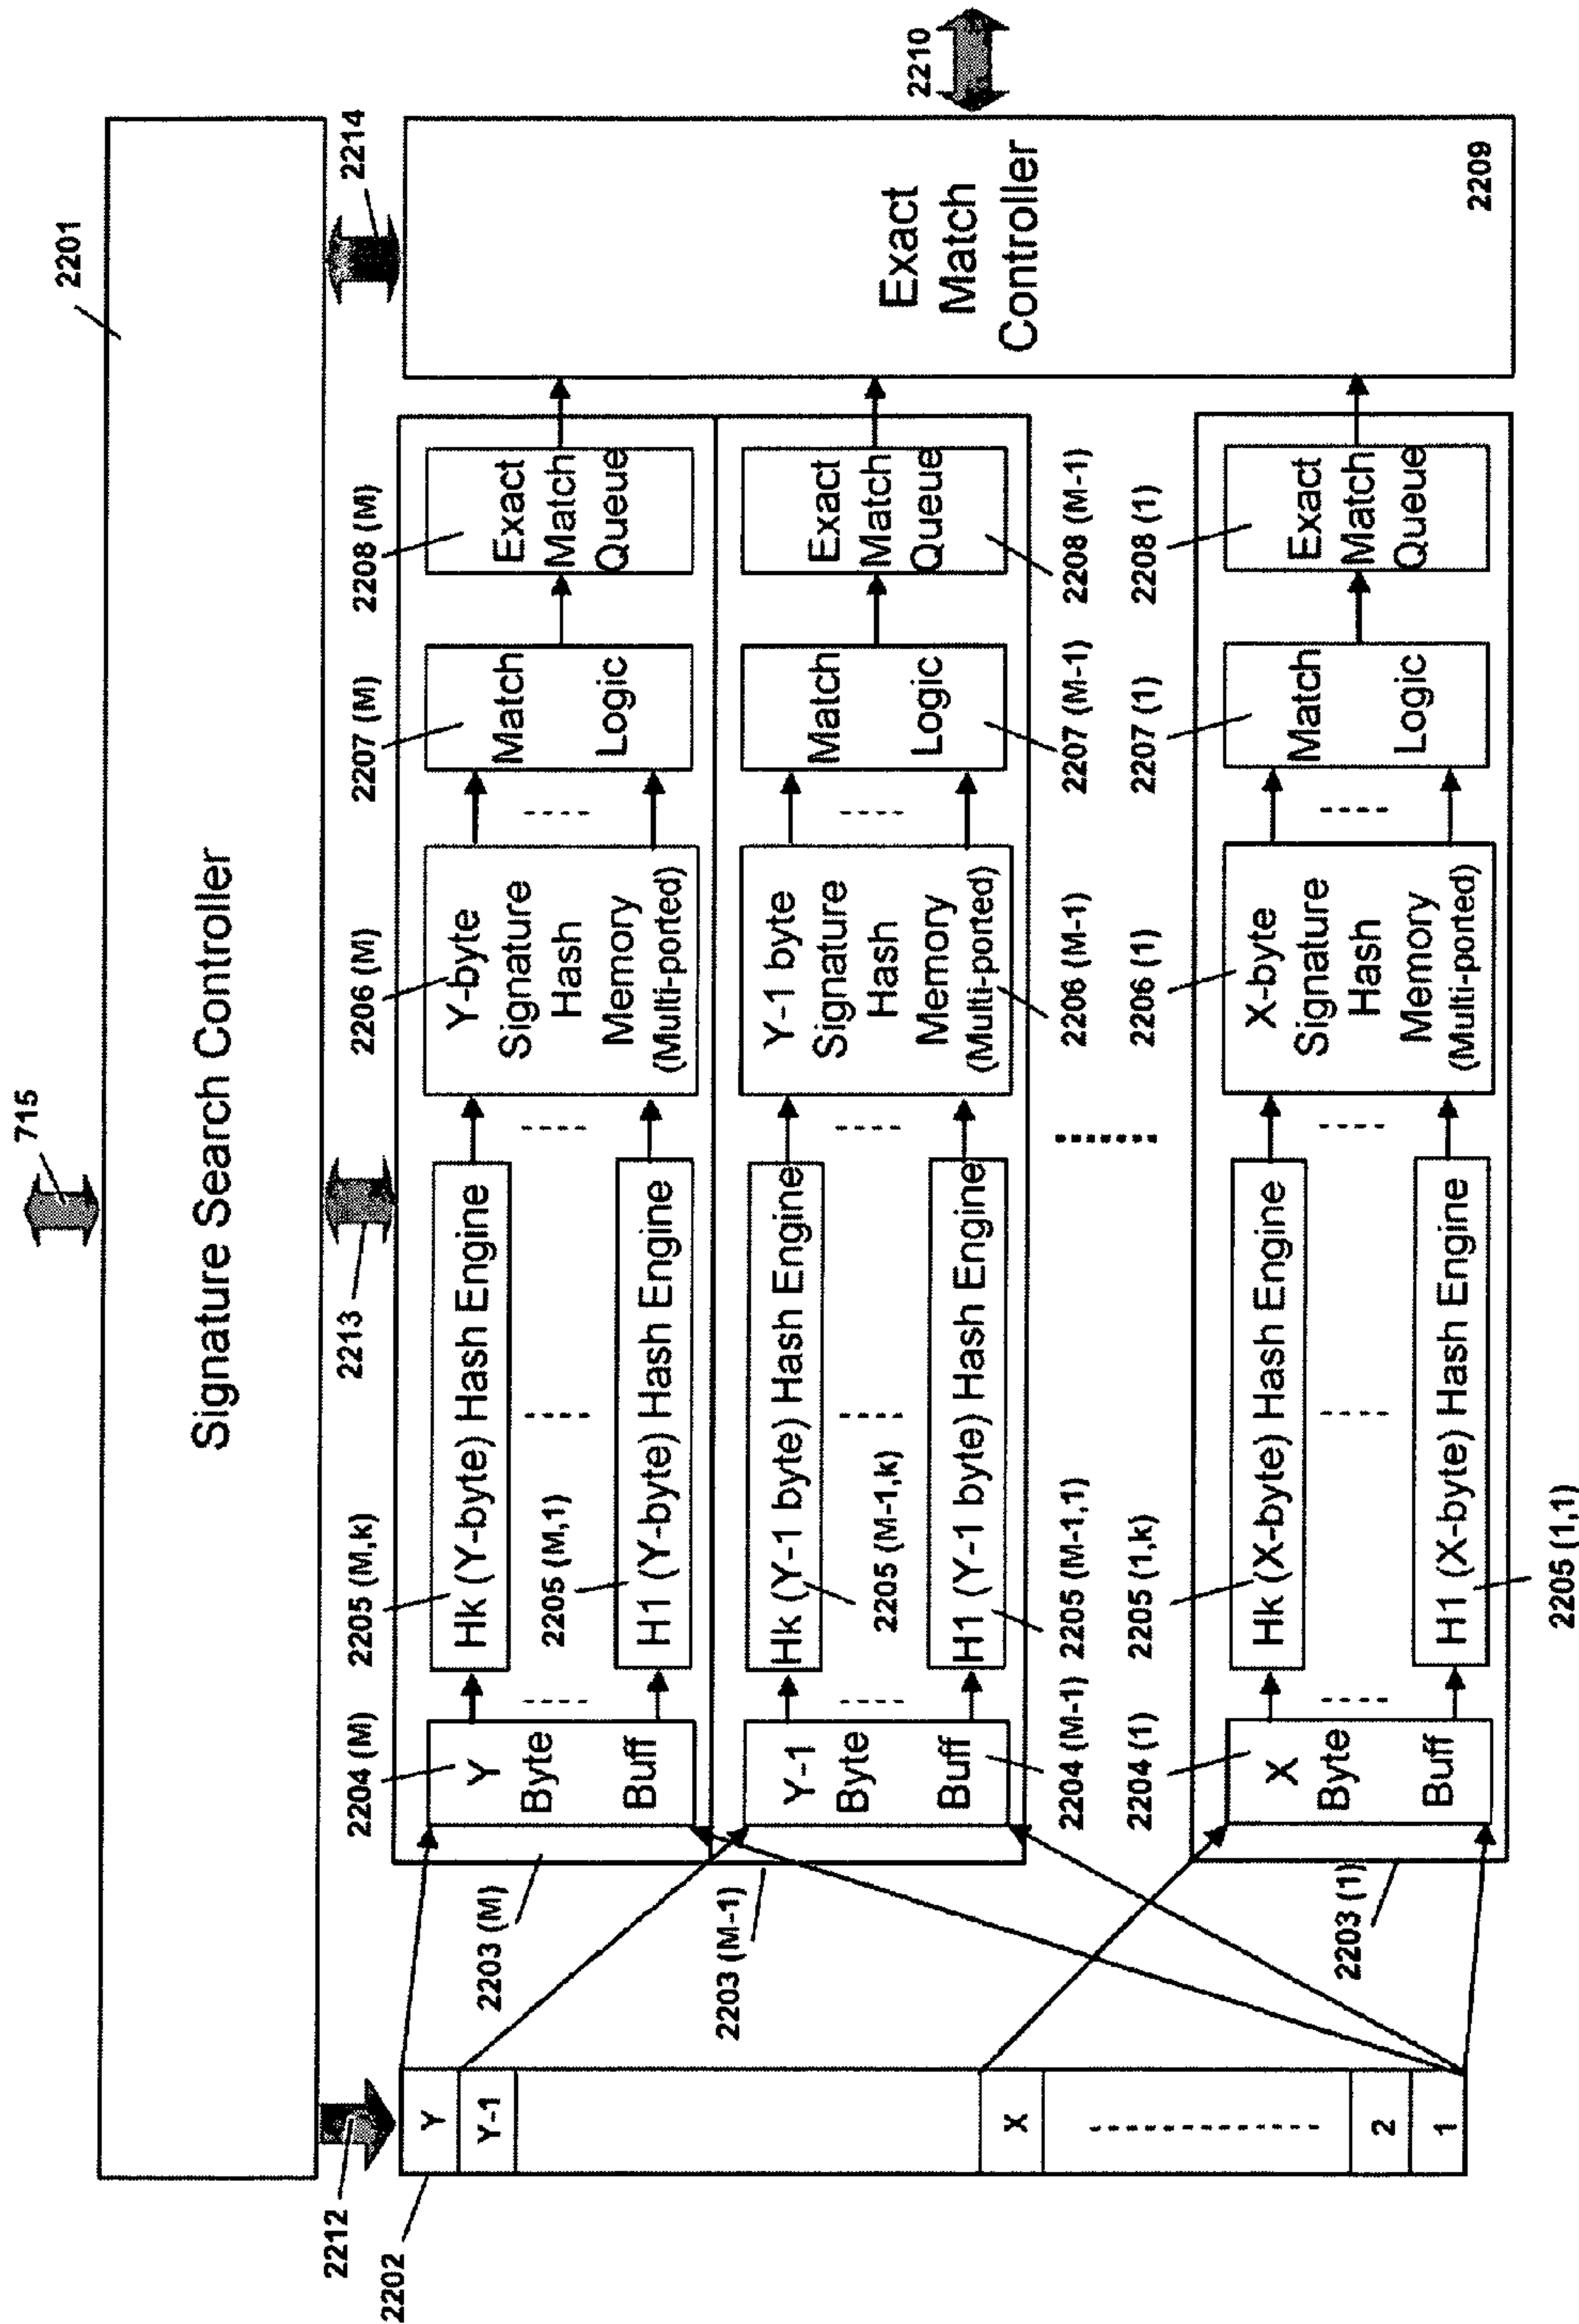 715
2201
Signature Search Controller
2212
2213
2214
2202
Y
Y-1
X
2
1
2203 (M)
2204 (M)
Y
Byte
Buff
2205 (M,k)
Hk (Y-byte) Hash Engine
2205 (M,1)
H1 (Y-byte) Hash Engine
2206 (M)
Y-byte
Signature
Hash
Memory
(Multi-ported)
2207 (M)
Match
Logic
2208 (M)
Exact
Match
Queue
2203 (M-1)
Y-1
Byte
Buff
2204 (M-1)
Hk (Y-1 byte) Hash Engine
2205 (M-1,k)
H1 (Y-1 byte) Hash Engine
2205 (M-1,1)
Y-1 byte
Signature
Hash
Memory
(Multi-ported)
2206 (M-1)
Match
Logic
2207 (M-1)
Exact
Match
Queue
2208 (M-1)
2203 (1)
2204 (1)
X
Byte
Buff
2205 (1,k)
Hk (X-byte) Hash Engine
H1 (X-byte) Hash Engine
2205 (1,1)
2206 (1)
X-byte
Signature
Hash
Memory
(Multi-ported)
2207 (1)
Match
Logic
2208 (1)
Exact
Match
Queue
Exact
Match
Controller
2209
2210